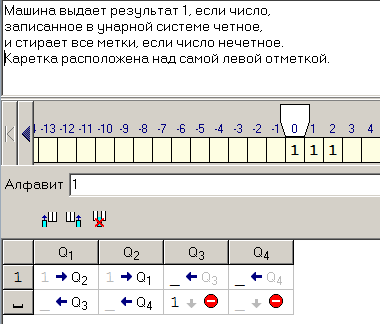 Машина выдает результат 1, если число,
записанное в унарной системе четное,
и стирает все метки, если число нечетное.
Каретка расположена над самой левой отметкой.
4 -13 -12 -11 -10 -9 -8 -7 -6 -5 -4 -3 -2 -1 0 1 2 3 4
1 1 1
Алфавит 1
Q1 Q2 Q3 Q4
1 1 → Q2 1 → Q1 _ ← Q3 _ ← Q4
_ ← Q3 _ ← Q4 1 ↓ _ ↓